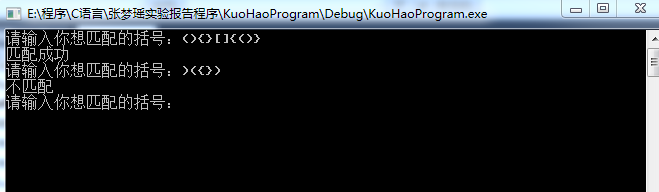 E:\程序\C语言\张梦瑶实验报告程序\KuoHaoProgram\Debug\KuoHaoProgram.exe
请输入你想匹配的括号：(){}[]{()}
匹配成功
请输入你想匹配的括号：)({})
不匹配
请输入你想匹配的括号：